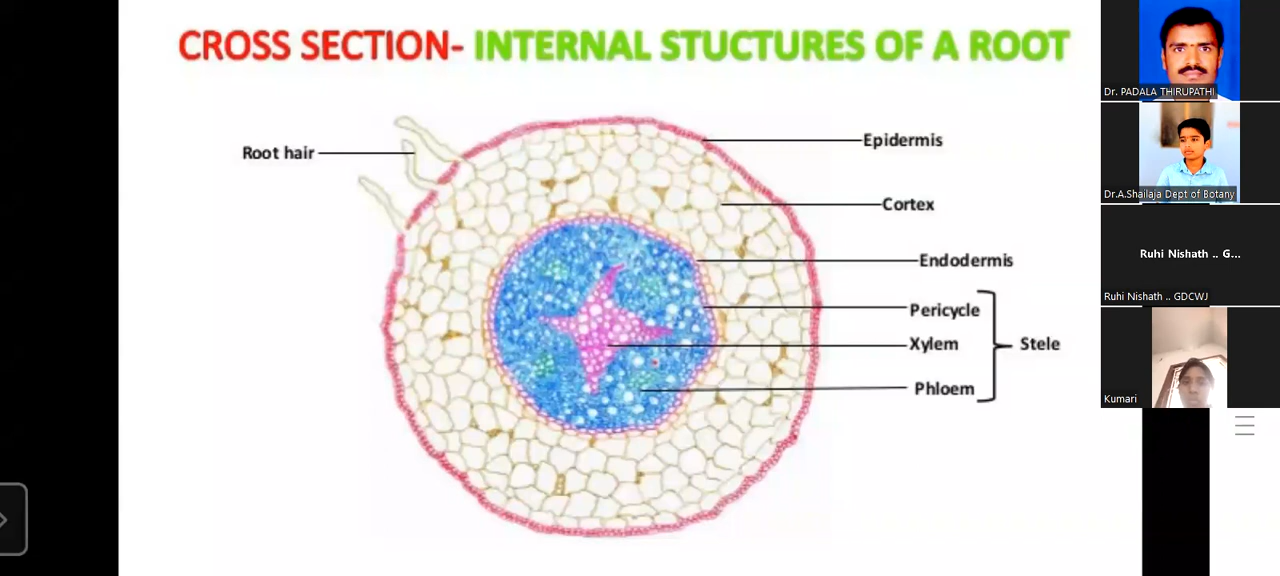 CROSS SECTION- INTERNAL STUCTURES OF A ROOT
Root hair
Epidermis
Cortex
Endodermis
Pericycle
Xylem
Stele
Phloem
Dr. PADALA THIRUPATHI
Dr.A.Shailaja Dept of Botany
Ruhi Nishath .. G...
Ruhi Nishath .. GDCWJ
Kumari